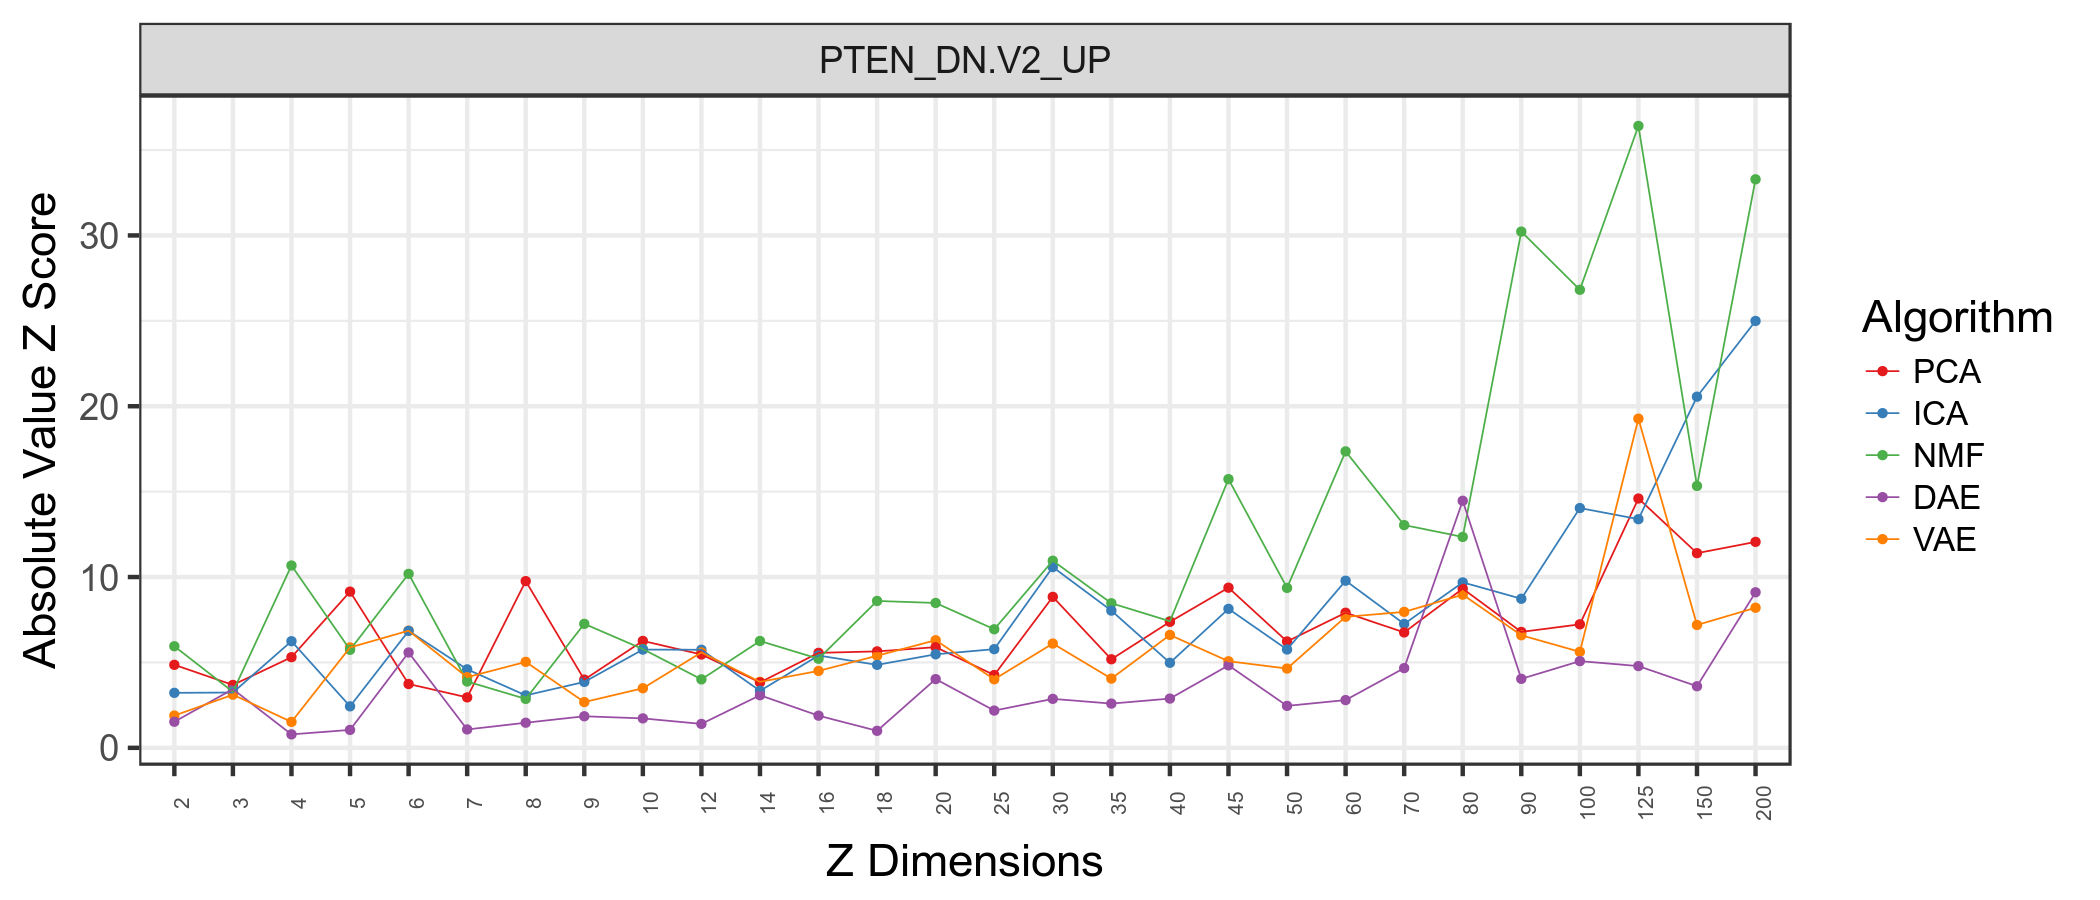 PTEN_DN.V2_UP
Absolute Value Z Score
30
20
10
0
2 3 4 5 6 7 8 9 10 12 14 16 18 20 25 30 35 40 45 50 60 70 80 90 100 125 150 200
Z Dimensions
Algorithm
PCA
ICA
NMF
DAE
VAE